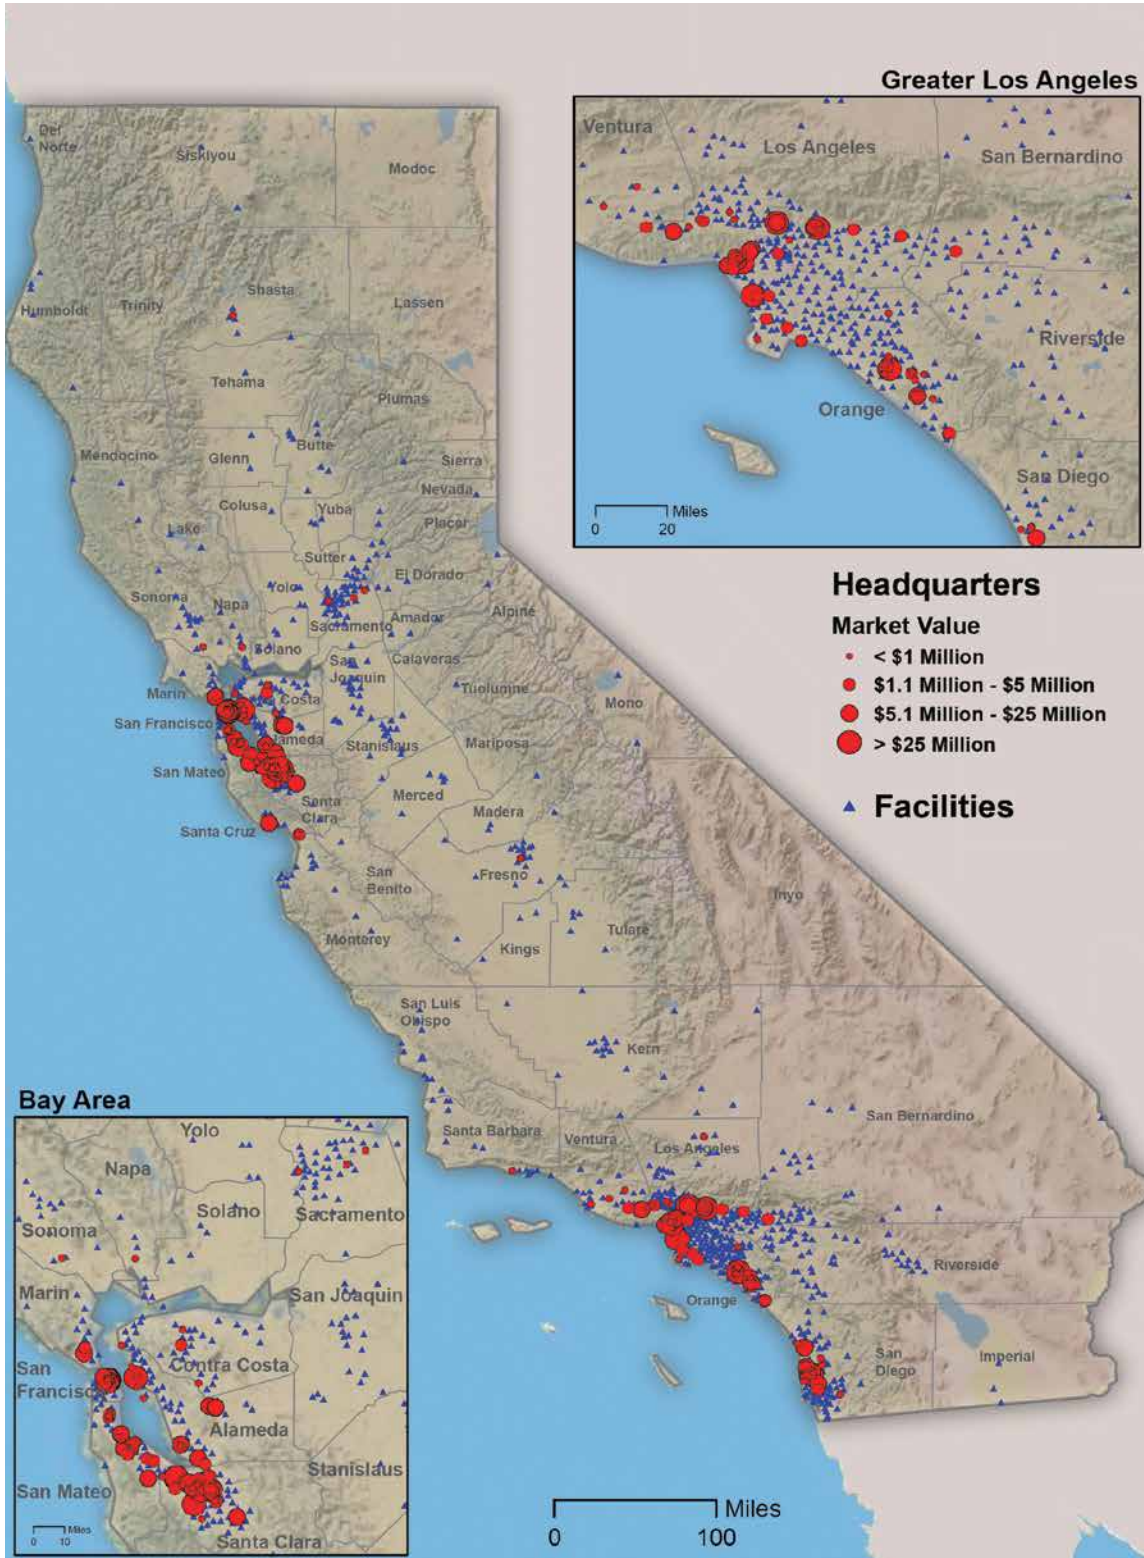 Greater Los Angeles
Ventura
Los Angeles
San Bernardino
Riverside
Orange
San Diego
Miles
0 20
Headquarters
Market Value
< $1 Million
$1.1 Million - $5 Million
$5.1 Million - $25 Million
> $25 Million
Facilities
Del
Norte
Siskiyou
Modoc
Humboldt
Trinity
Shasta
Lassen
Tehama
Plumas
Mendocino
Glenn
Butte
Sierra
Nevada
Colusa
Yuba
Placer
Lake
Sutter
El Dorado
Yolo
Sonoma
Napa
Sacramento
Amador
Alpine
Solano
San
Joaquin
Calaveras
Marin
Costa
Tuolumne
Mono
San Francisco
Alameda
Stanislaus
Mariposa
San Mateo
Merced
Santa
Clara
Madera
Santa Cruz
San
Benito
Fresno
Inyo
Monterey
Kings
Tulare
San Luis
Obispo
Kern
San Bernardino
Santa Barbara
Ventura
Los Angeles
Riverside
Orange
San
Diego
Imperial
Miles
0 100
Bay Area
Yolo
Napa
Solano
Sacramento
Sonoma
Marin
San Joaquin
San
Francisco
Contra Costa
Alameda
Stanislaus
San Mateo
Miles
0 10
Santa Clara